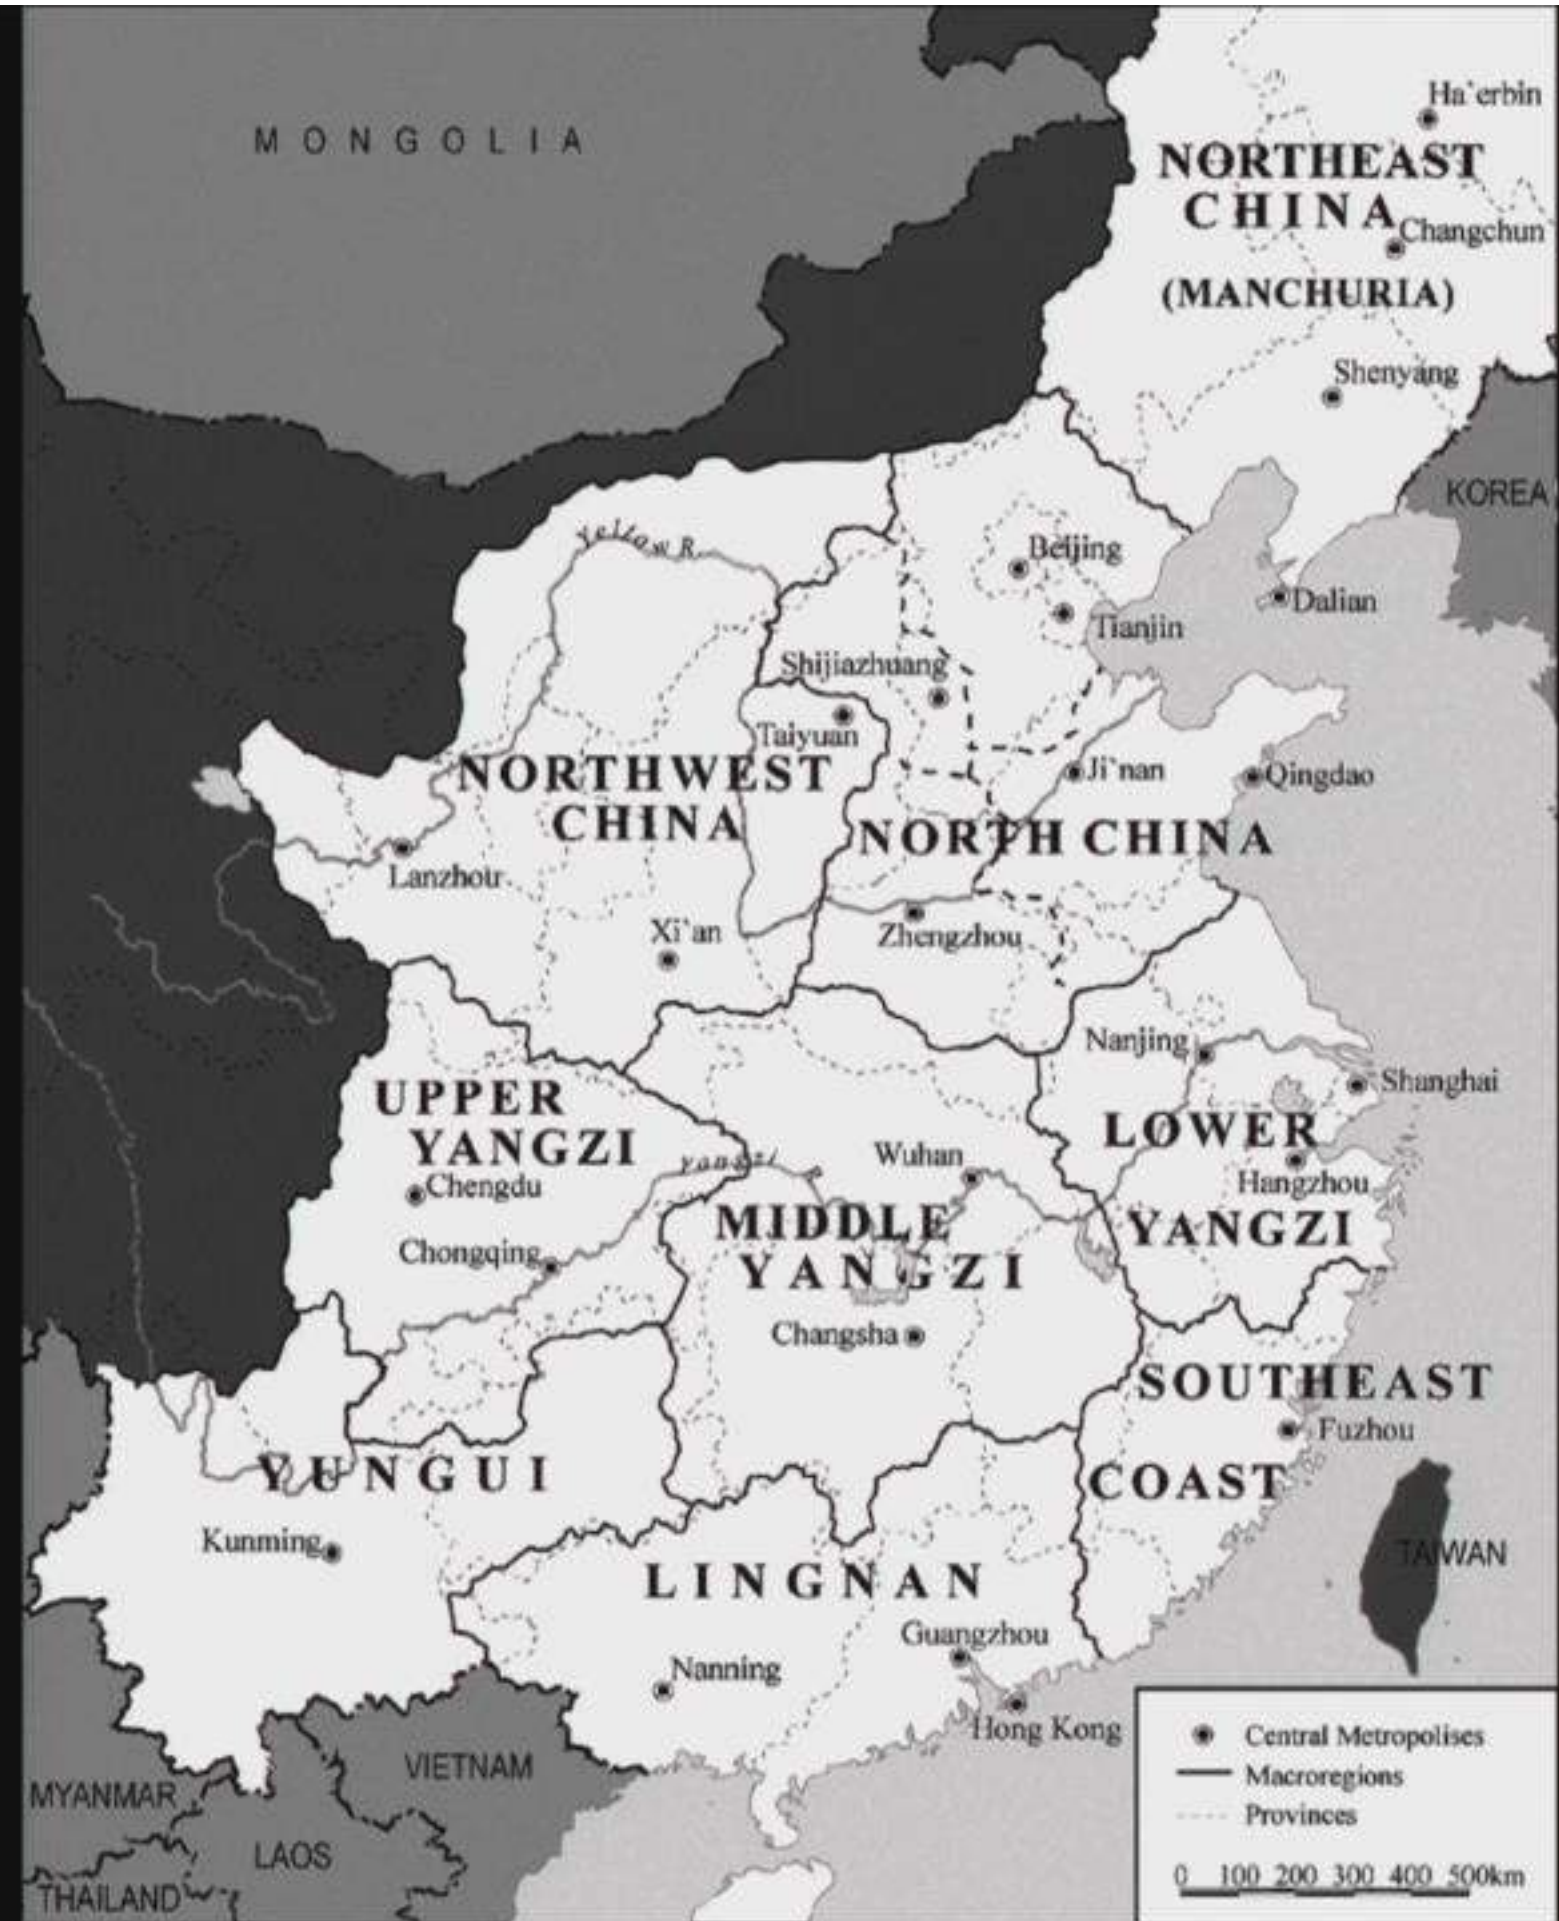 MONGOLIA
Ha`erbin
NORTHEAST
CHINA
Changchun
(MANCHURIA)
Shenyang
KOREA
Yellow R.
Beijing
Dalian
Tianjin
Shijiazhuang
Taiyuan
NORTHWEST
CHINA
Ji`nan
Qingdao
NORTH CHINA
Lanzhou
Xi`an
Zhengzhou
Nanjing
Shanghai
UPPER
YANGZI
LOWER
YANGZI
Yangzi R.
Wuhan
Hangzhou
Chengdu
MIDDLE
YANGZI
Chongqing
Changsha
SOUTHEAST
COAST
Fuzhou
YUNGUI
Kunming
TAIWAN
LINGNAN
Guangzhou
Nanning
Hong Kong
VIETNAM
MYANMAR
LAOS
THAILAND
Central Metropolises
Macroregions
Provinces
0 100 200 300 400 500km